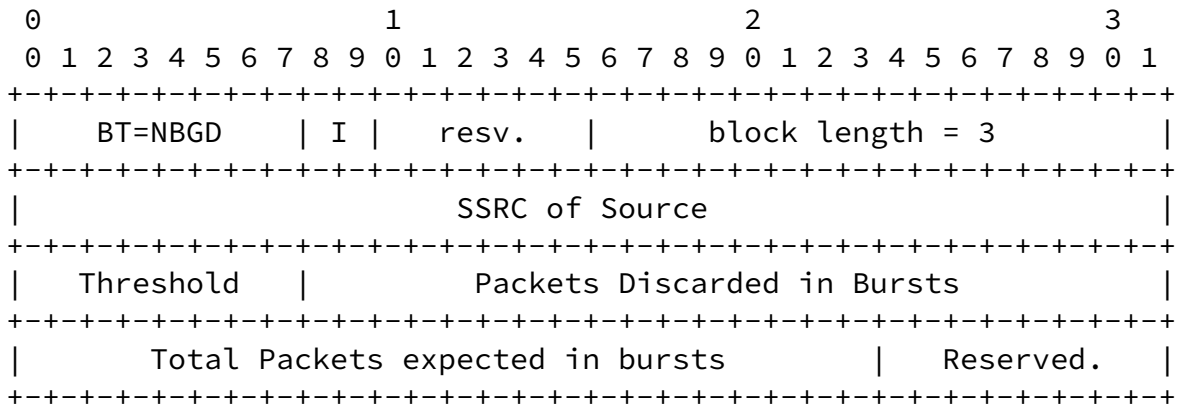 0                   1                   2                   3
 0 1 2 3 4 5 6 7 8 9 0 1 2 3 4 5 6 7 8 9 0 1 2 3 4 5 6 7 8 9 0 1
+-+-+-+-+-+-+-+-+-+-+-+-+-+-+-+-+-+-+-+-+-+-+-+-+-+-+-+-+-+-+-+-+
|    BT=NBGD    | I |   resv.   |      block length = 3         |
+-+-+-+-+-+-+-+-+-+-+-+-+-+-+-+-+-+-+-+-+-+-+-+-+-+-+-+-+-+-+-+-+
|                        SSRC of Source                         |
+-+-+-+-+-+-+-+-+-+-+-+-+-+-+-+-+-+-+-+-+-+-+-+-+-+-+-+-+-+-+-+-+
|   Threshold   |         Packets Discarded in Bursts           |
+-+-+-+-+-+-+-+-+-+-+-+-+-+-+-+-+-+-+-+-+-+-+-+-+-+-+-+-+-+-+-+-+
|       Total Packets expected in bursts        |   Reserved.   |
+-+-+-+-+-+-+-+-+-+-+-+-+-+-+-+-+-+-+-+-+-+-+-+-+-+-+-+-+-+-+-+-+